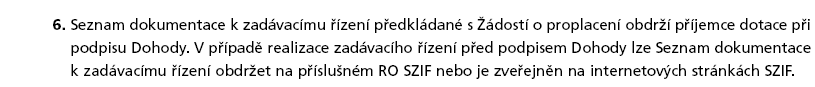 6. Seznam dokumentace k zadávacímu řízení předkládané s Žádostí o proplacení obdrží příjemce dotace při
podpisu Dohody. V případě realizace zadávacího řízení před podpisem Dohody lze Seznam dokumentace
k zadávacímu řízení obdržet na příslušném RO SZIF nebo je zveřejněn na internetových stránkách SZIF.